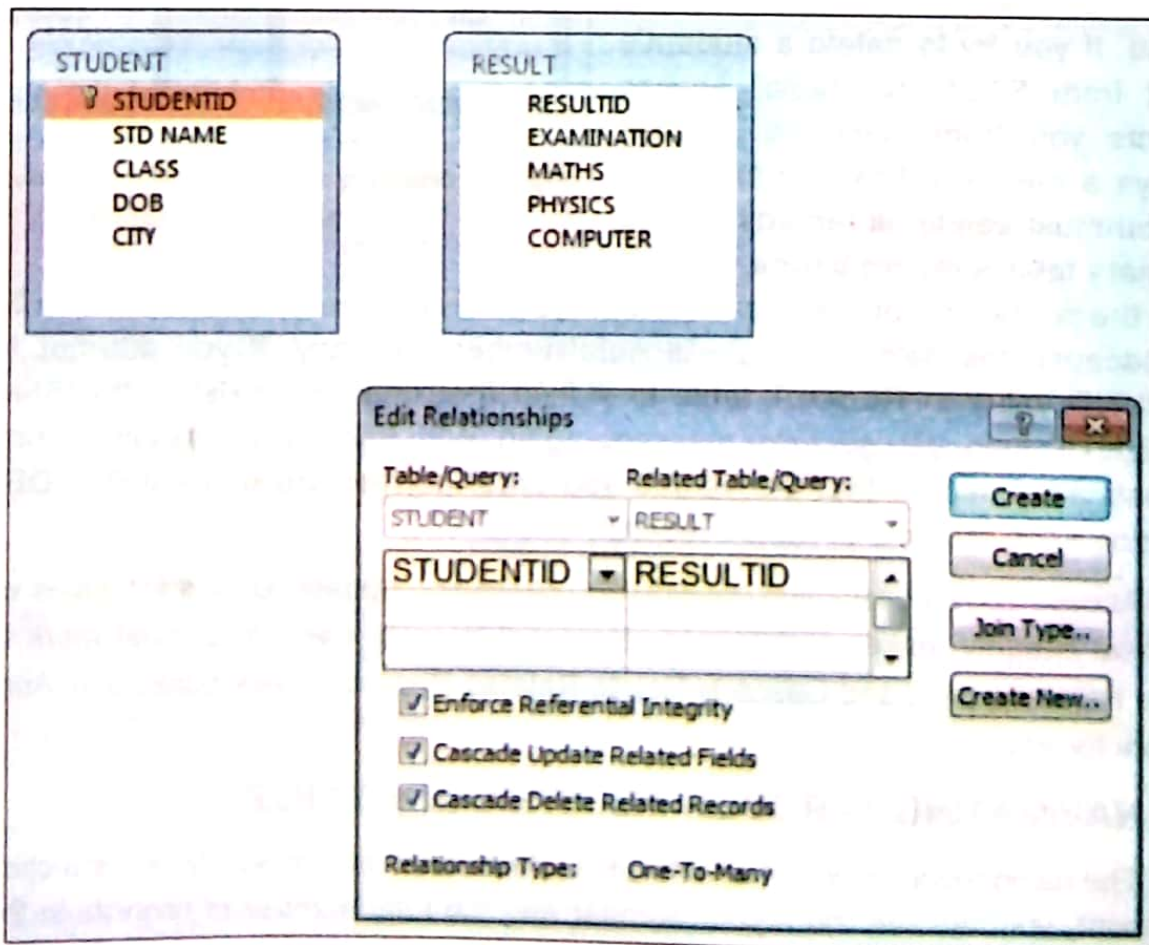 STUDENT
STUDENTID
STD NAME
CLASS
DOB
CITY
RESULT
RESULTID
EXAMINATION
MATHS
PHYSICS
COMPUTER
Edit Relationships
Table/Query:
Related Table/Query:
STUDENT
RESULT
STUDENTID
RESULTID
Create
Cancel
Join Type..
Create New..
Enforce Referential Integrity
Cascade Update Related Fields
Cascade Delete Related Records
Relationship Type: One-To-Many